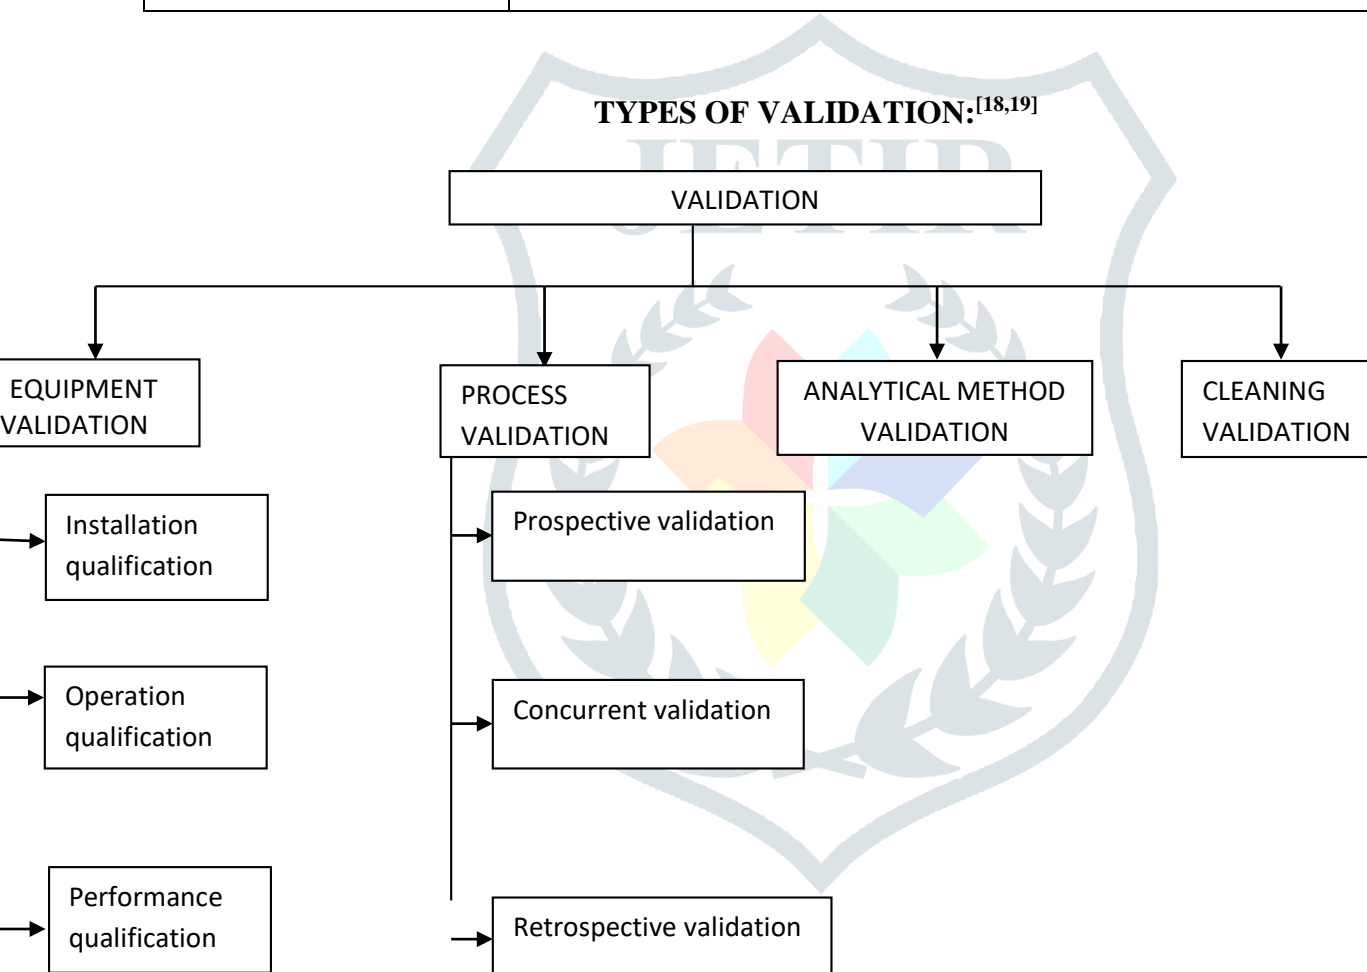 TYPES OF VALIDATION:[18,19]
JETIR
VALIDATION
EQUIPMENT
VALIDATION
PROCESS
VALIDATION
ANALYTICAL METHOD
VALIDATION
CLEANING
VALIDATION
Installation
qualification
Prospective validation
Operation
qualification
Concurrent validation
Performance
qualification
Retrospective validation